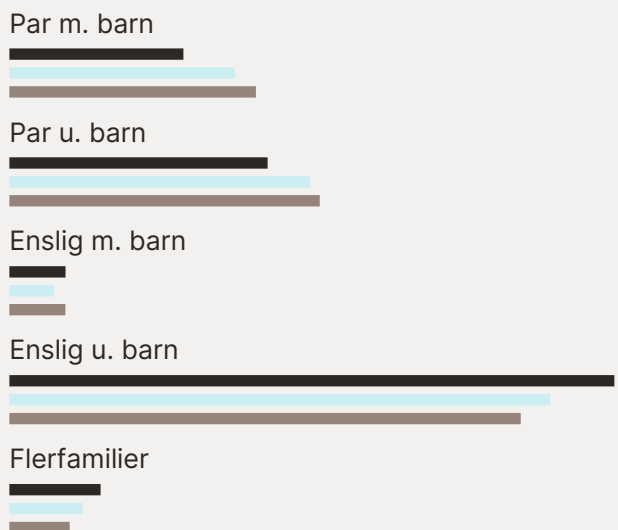 Par m. barn
Par u. barn
Enslig m. barn
Enslig u. barn
Flerfamilier